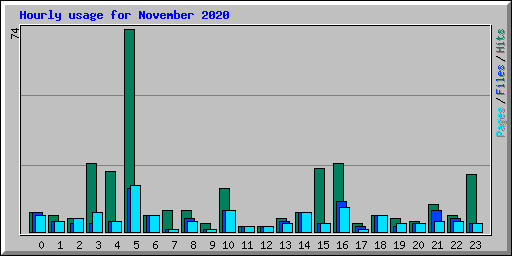 Hourly usage for November 2020
74
Pages/Files/Hits
0 1 2 3 4 5 6 7 8 9 10 11 12 13 14 15 16 17 18 19 20 21 22 23